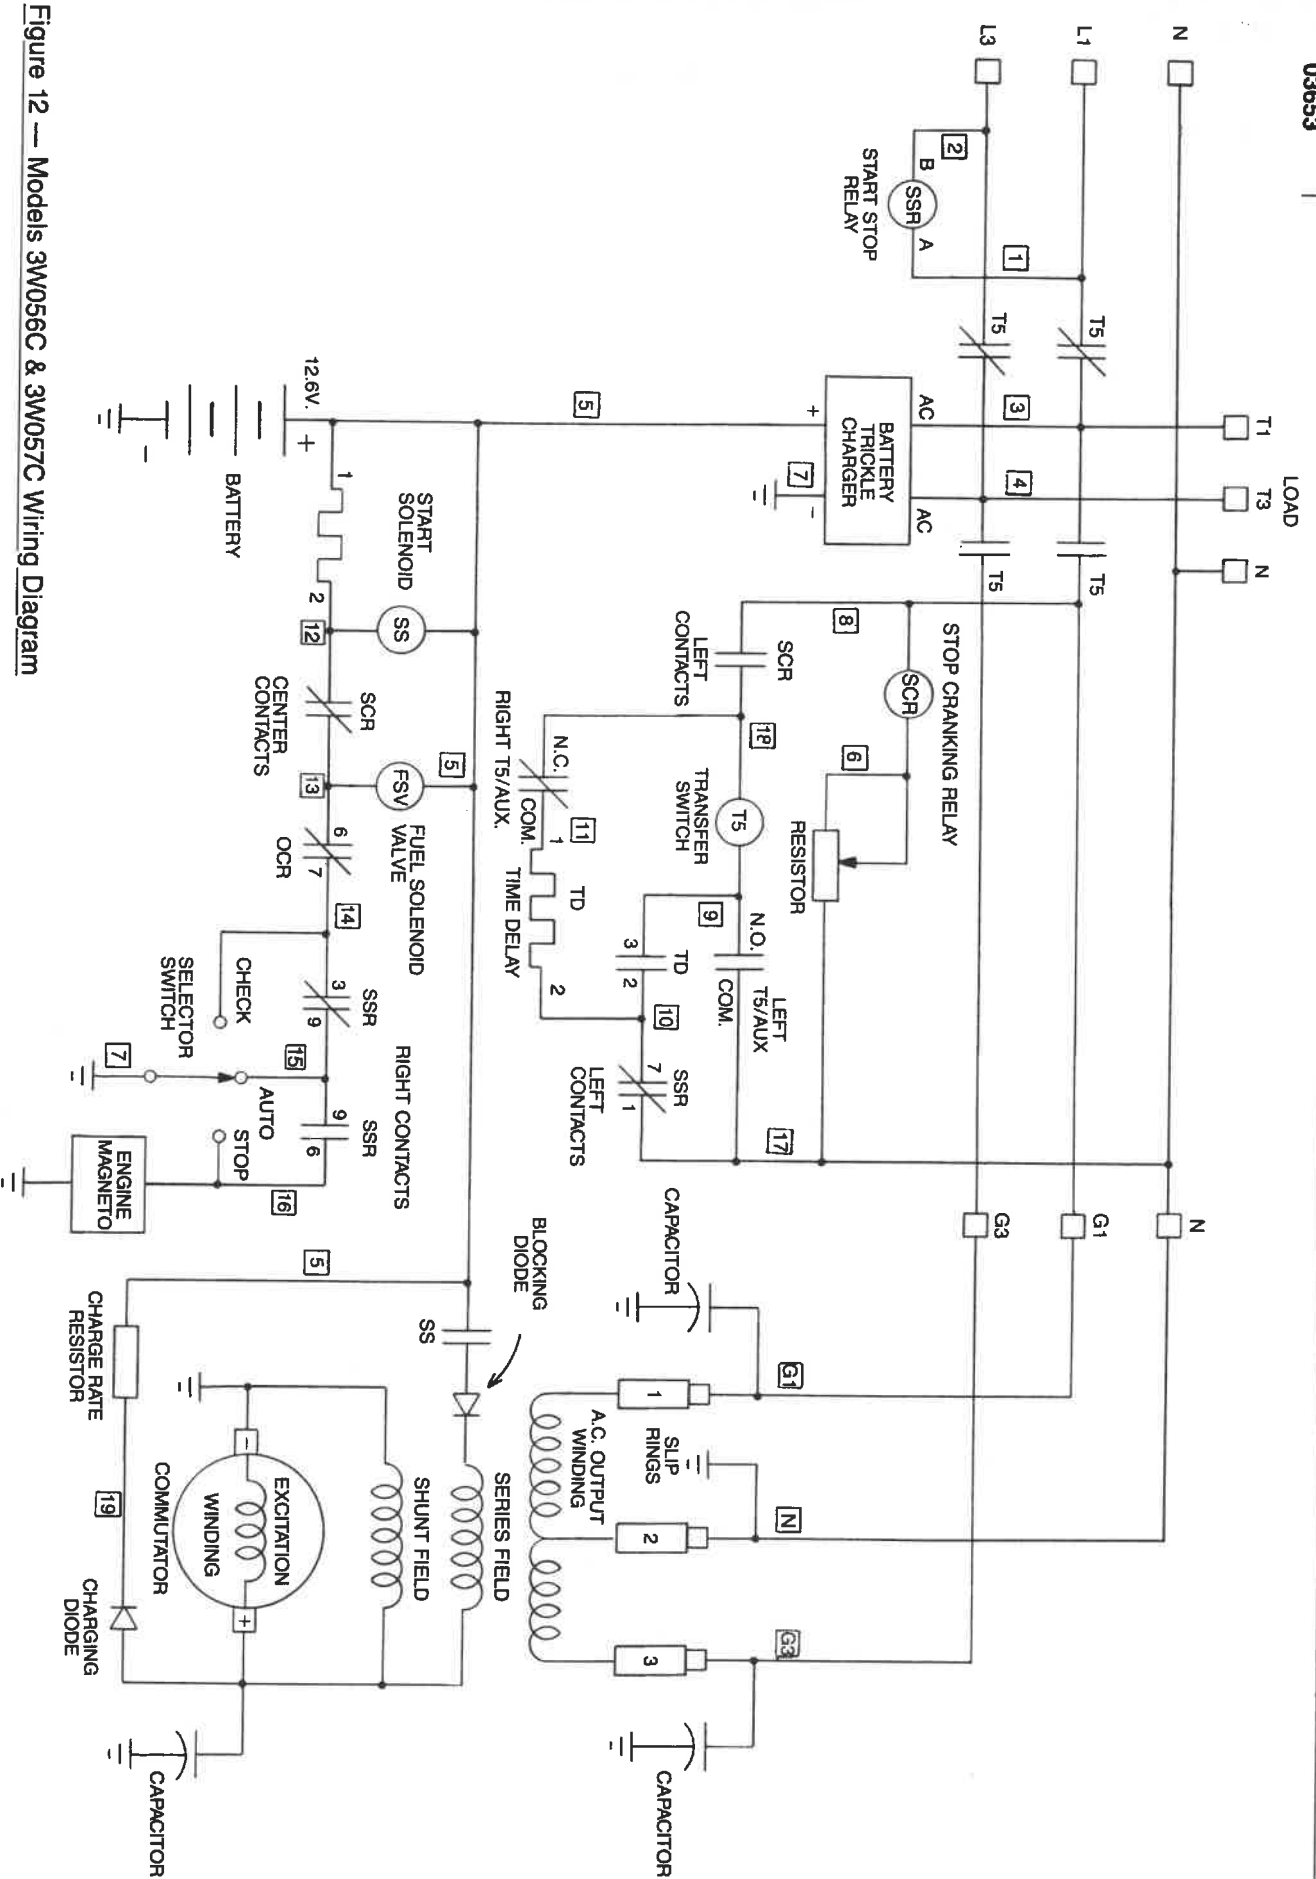 03653
N
L1
L3
2
B
SSR
A
START STOP
RELAY
1
T5
T5
3
4
T1
T3
N
LOAD
AC
AC
BATTERY
TRICKLE
CHARGER
+
-
7
5
T5
T5
12.6V.
+
-
BATTERY
1
2
START
SOLENOID
SS
12
SCR
CENTER
CONTACTS
5
FSV
FUEL SOLENOID
VALVE
13
6
7
OCR
14
CHECK
SELECTOR
SWITCH
SSR
3
9
15
AUTO
7
RIGHT CONTACTS
SSR
9
6
STOP
16
ENGINE
MAGNETO
8
STOP CRANKING RELAY
SCR
6
RESISTOR
SCR
LEFT
CONTACTS
18
TRANSFER
SWITCH
T5
9
N.O.
COM.
LEFT
T5/AUX
N.C.
COM.
RIGHT T5/AUX.
11
1
TD
TIME DELAY
2
TD
3
2
10
SSR
7
1
LEFT
CONTACTS
17
N
G1
G3
CAPACITOR
G1
1
SLIP
RINGS
A.C. OUTPUT
WINDING
N
2
G3
3
CAPACITOR
5
SS
BLOCKING
DIODE
SERIES FIELD
SHUNT FIELD
-
EXCITATION
WINDING
+
COMMUTATOR
CHARGE RATE
RESISTOR
19
CHARGING
DIODE
CAPACITOR
Figure 12 — Models 3W056C & 3W057C Wiring Diagram